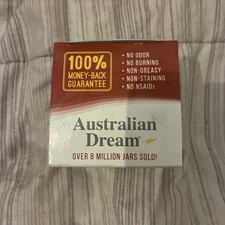 100%
MONEY-BACK
GUARANTEE
• NO ODOR
• NO BURNING
• NON-GREASY
• NON-STAINING
• NO NSAIDs
Australian
Dream
OVER 8 MILLION JARS SOLD!